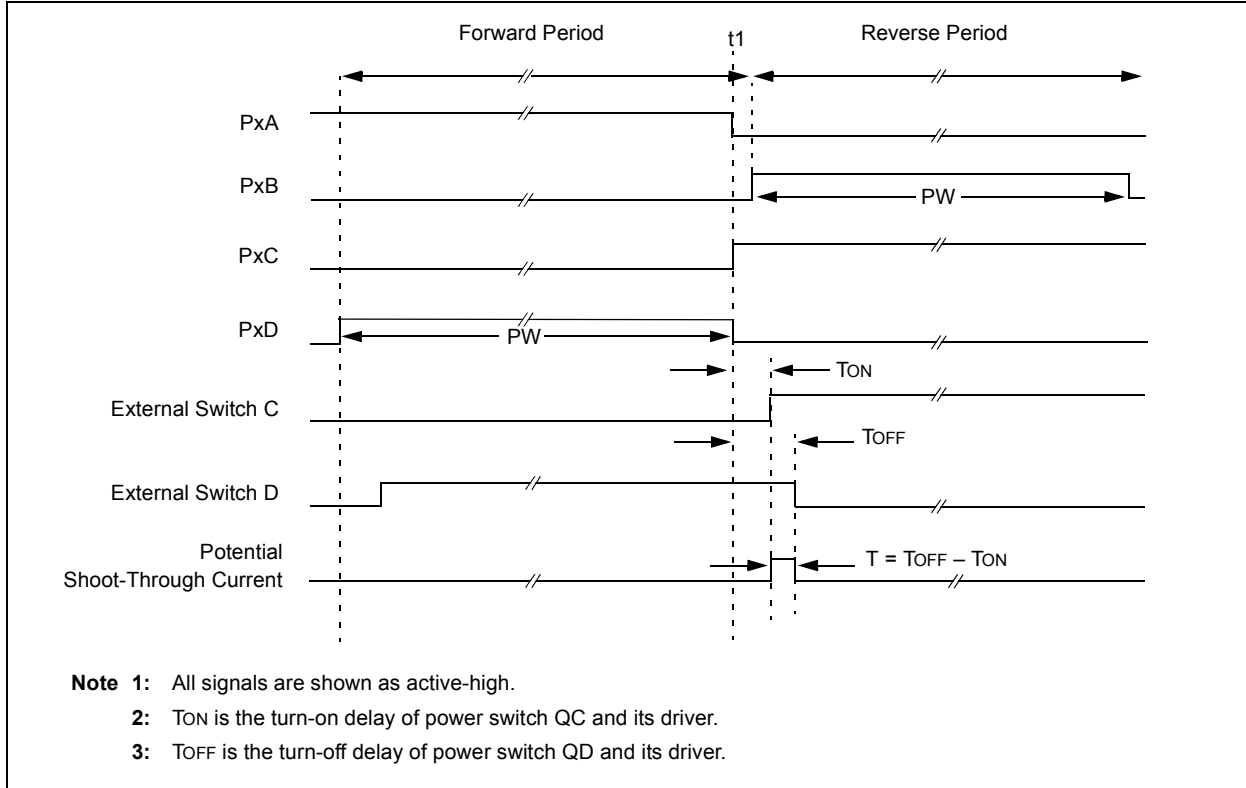 Forward Period
t1
Reverse Period
PxA
PxB
PW
PxC
PxD
PW
TON
External Switch C
TOFF
External Switch D
Potential
Shoot-Through Current
T = TOFF – TON
Note 1: All signals are shown as active-high.
2: TON is the turn-on delay of power switch QC and its driver.
3: TOFF is the turn-off delay of power switch QD and its driver.